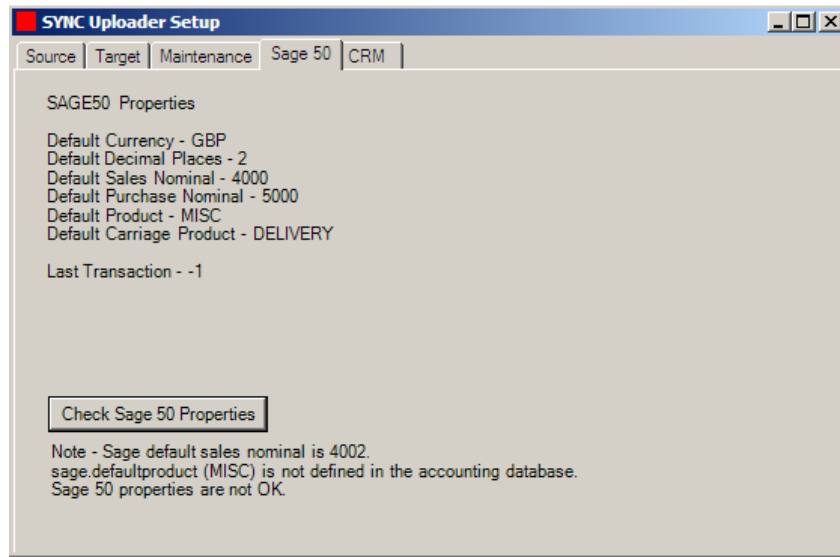 SYNC Uploader Setup
Source Target Maintenance Sage 50 CRM
SAGE50 Properties
Default Currency - GBP
Default Decimal Places - 2
Default Sales Nominal - 4000
Default Purchase Nominal - 5000
Default Product - MISC
Default Carriage Product - DELIVERY
Last Transaction - -1
Check Sage 50 Properties
Note - Sage default sales nominal is 4002.
sage.defaultproduct (MISC) is not defined in the accounting database.
Sage 50 properties are not OK.